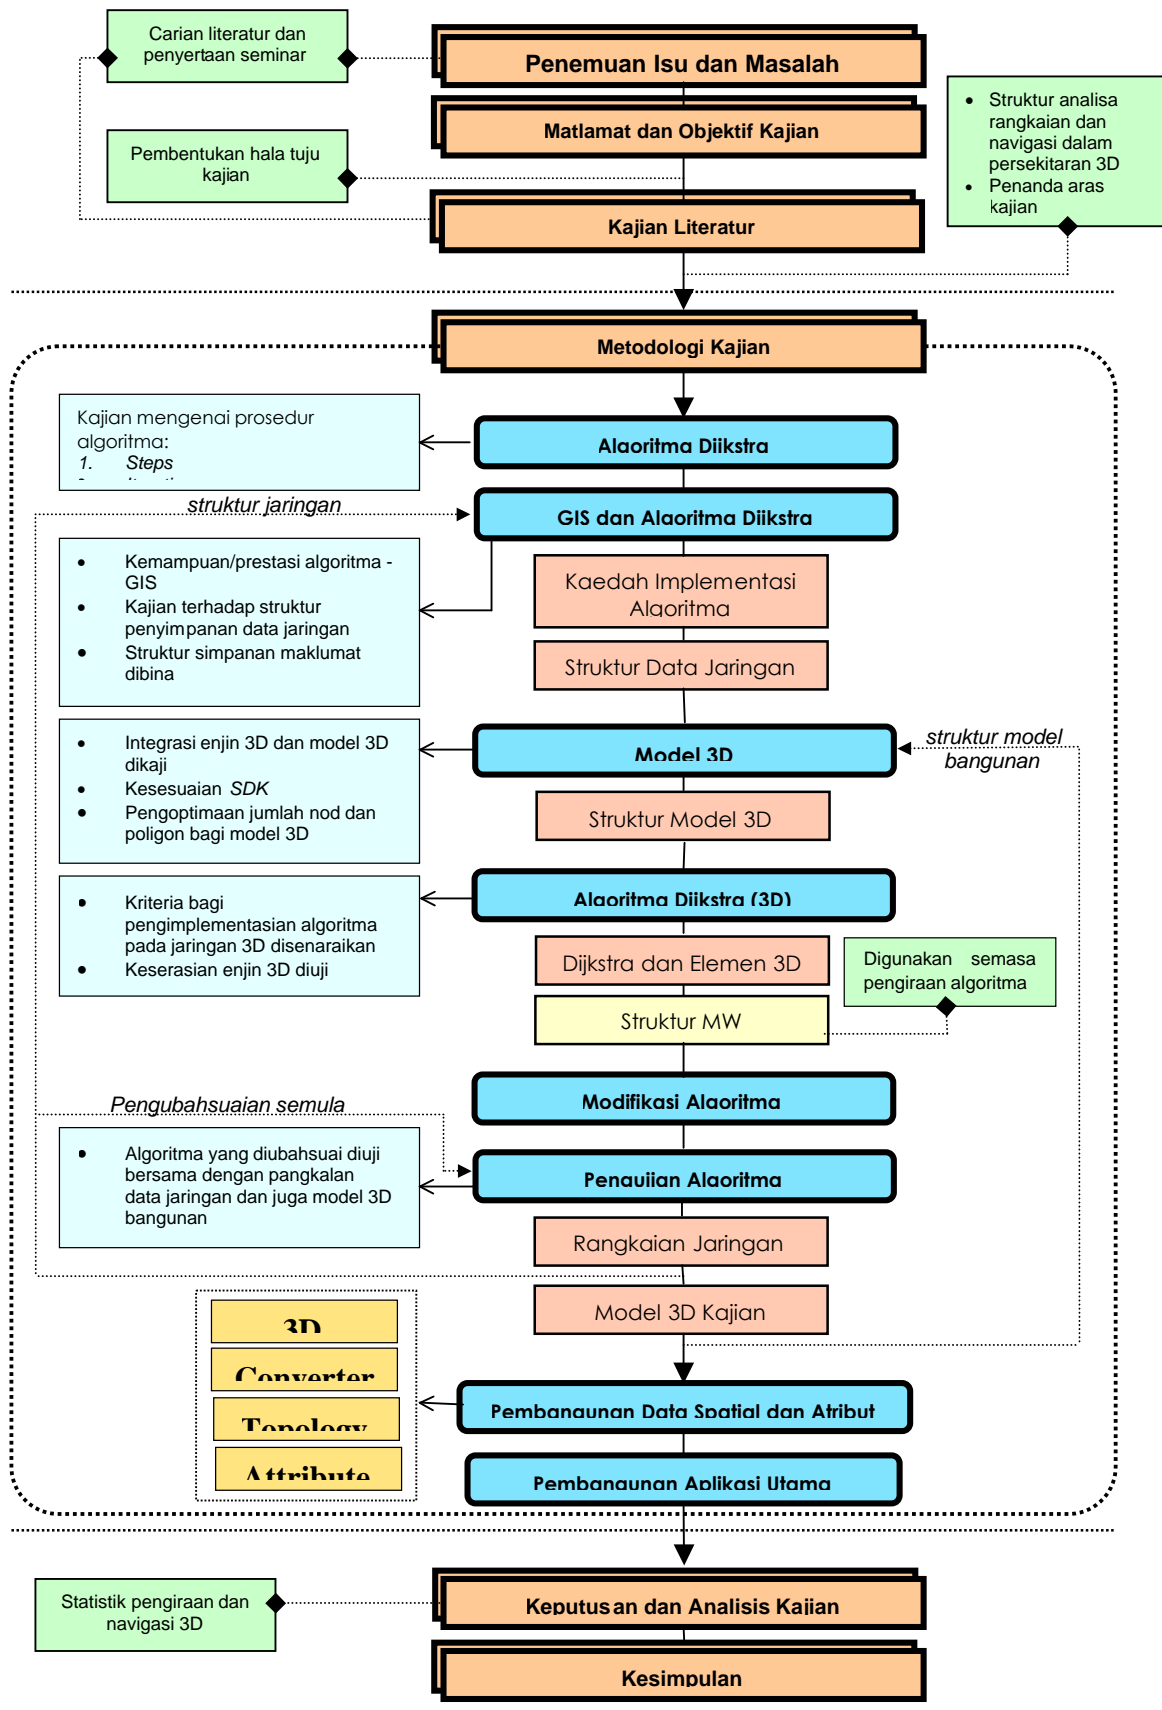 Carian literatur dan
penyertaan seminar
Penemuan Isu dan Masalah
Matlamat dan Objektif Kajian
Pembentukan hala tuju
kajian
Kajian Literatur
• Struktur analisa
rangkaian dan
navigasi dalam
persekitaran 3D
• Penanda aras
kajian
Metodologi Kajian
Kajian mengenai prosedur
algoritma:
1. Steps
Algoritma Dijkstra
struktur jaringan
GIS dan Algoritma Dijkstra
• Kemampuan/prestasi algoritma -
GIS
• Kajian terhadap struktur
penyimpanan data jaringan
• Struktur simpanan maklumat
dibina
Kaedah Implementasi
Algoritma
Struktur Data Jaringan
• Integrasi enjin 3D dan model 3D
dikaji
• Kesesuaian SDK
• Pengoptimaan jumlah nod dan
poligon bagi model 3D
Model 3D
struktur model
bangunan
Struktur Model 3D
• Kriteria bagi
pengimplementasian algoritma
pada jaringan 3D disenaraikan
• Keserasian enjin 3D diuji
Algoritma Dijkstra (3D)
Dijkstra dan Elemen 3D
Digunakan semasa
pengiraan algoritma
Struktur MW
Modifikasi Algoritma
Pengubahsuaian semula
• Algoritma yang diubahsuai diuji
bersama dengan pangkalan
data jaringan dan juga model 3D
bangunan
Pengujian Algoritma
Rangkaian Jaringan
Model 3D Kajian
3D
Converter
Topology
Attribute
Pembangunan Data Spatial dan Atribut
Pembangunan Aplikasi Utama
Statistik pengiraan dan
navigasi 3D
Keputusan dan Analisis Kajian
Kesimpulan